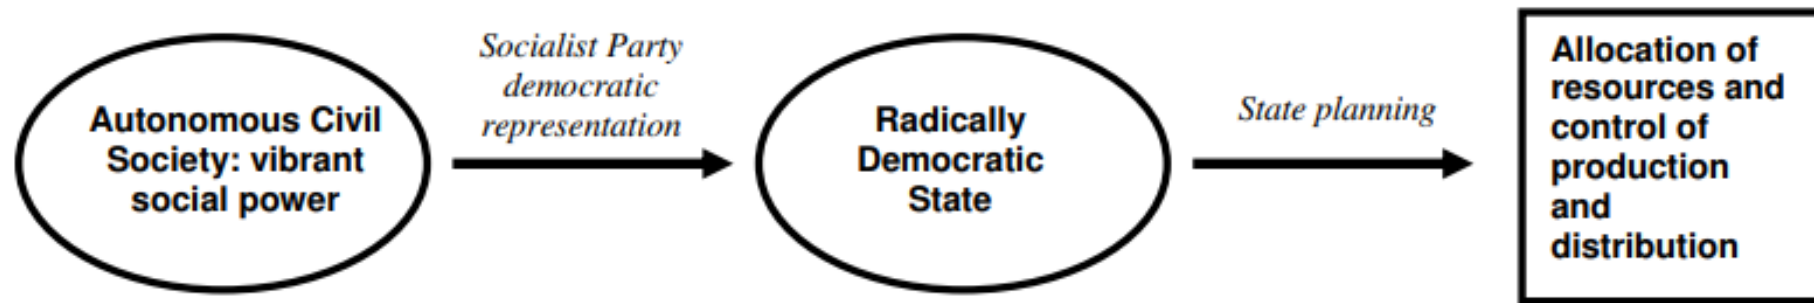 Autonomous Civil
Society: vibrant
social power
Socialist Party
democratic
representation
Radically
Democratic
State
State planning
Allocation of
resources and
control of
production
and
distribution